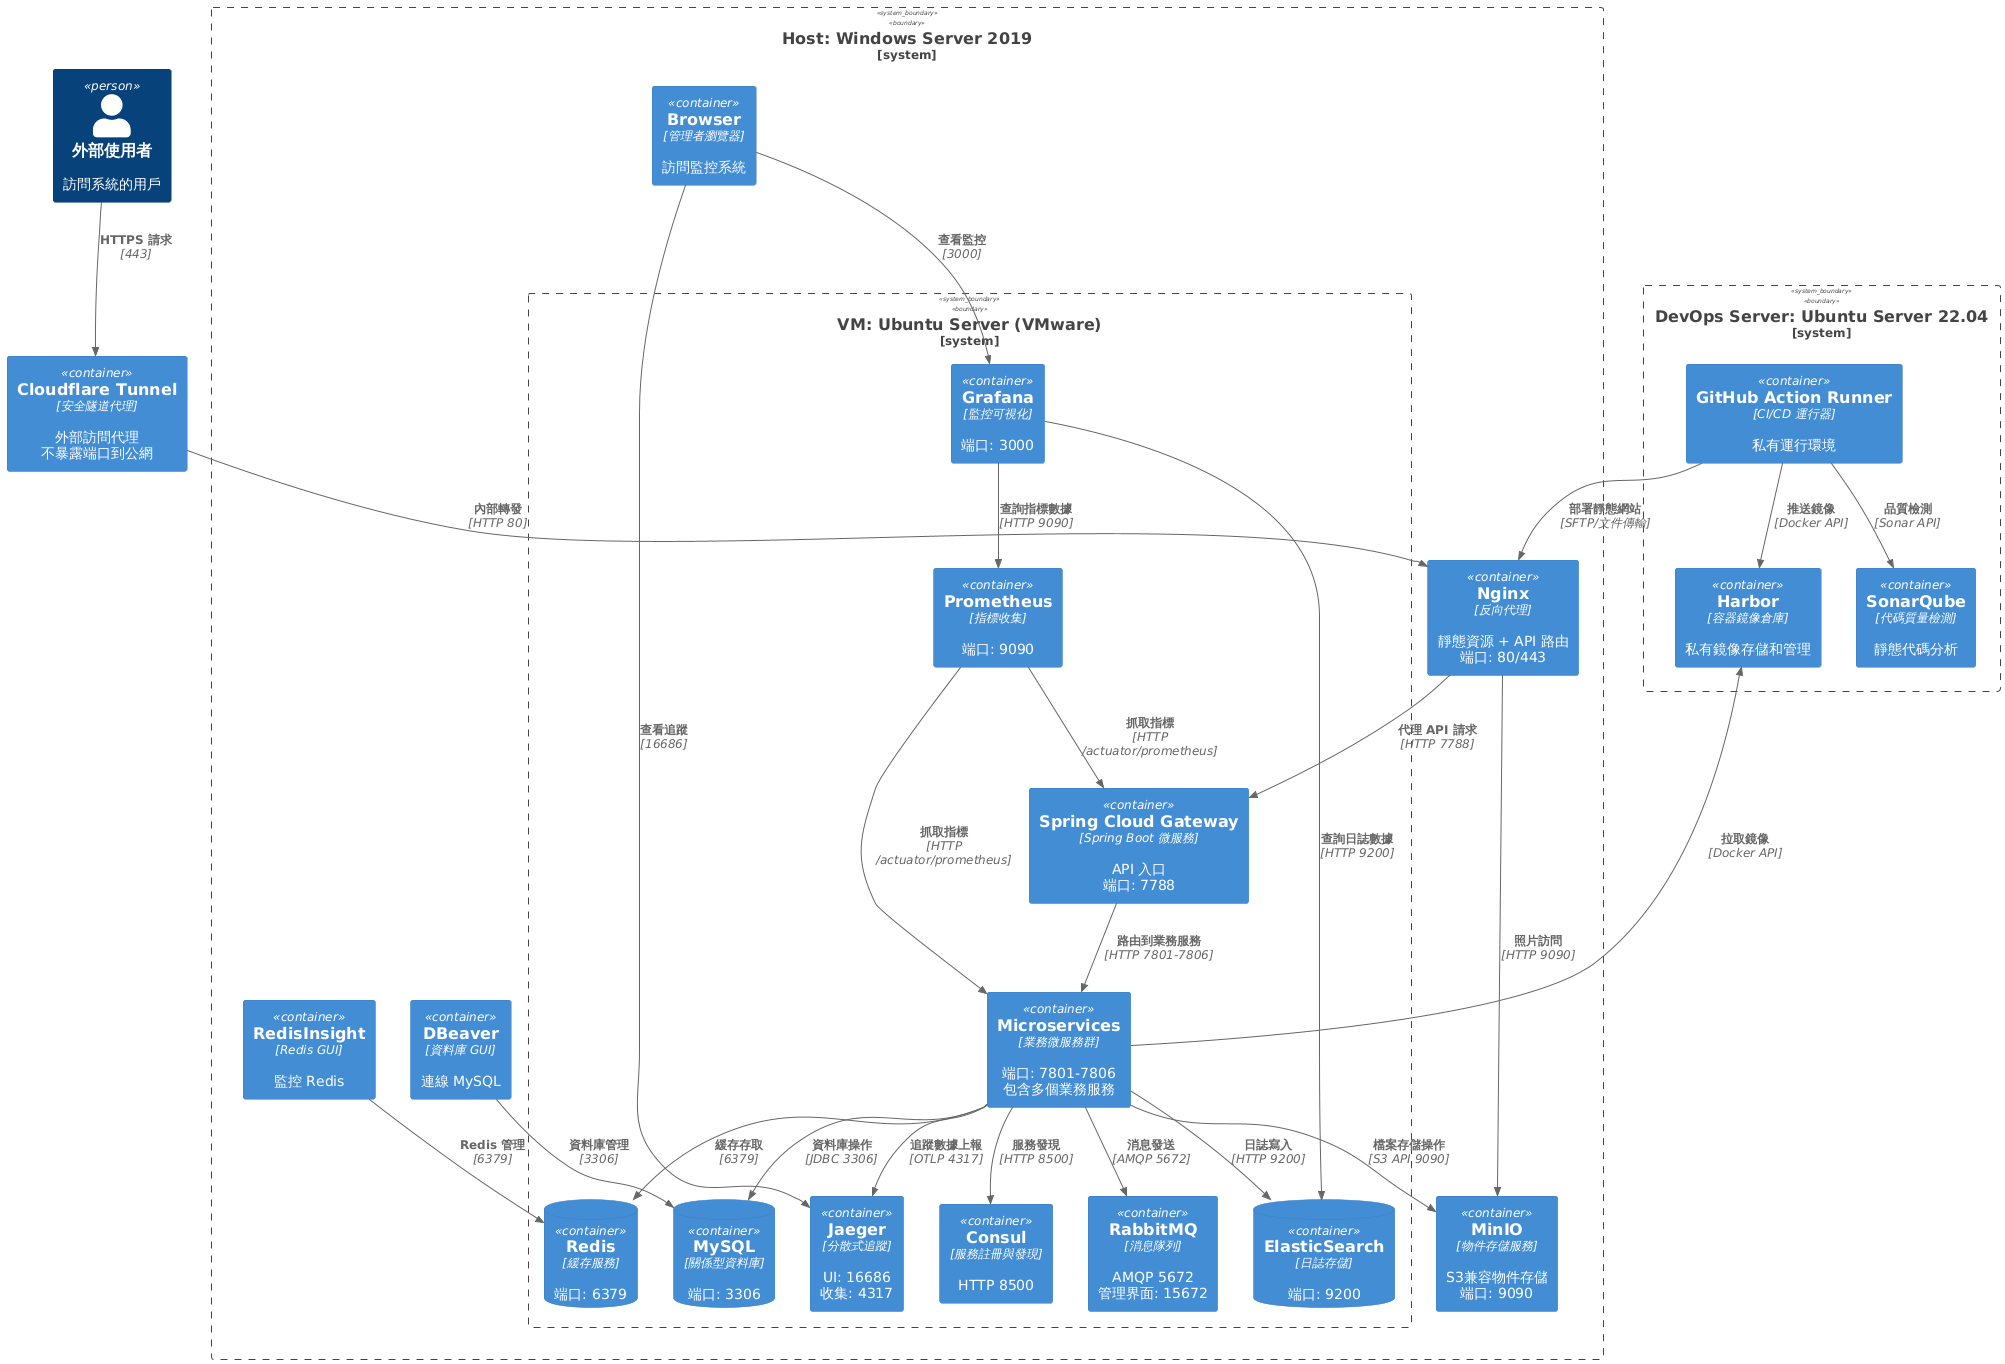 «system_boundary»
«boundary»
Host: Windows Server 2019
[system]
«person»
外部使用者
訪問系統的用戶
«container»
Browser
[管理者瀏覽器]
訪問監控系統
HTTPS 請求
[443]
查看監控
[3000]
«system_boundary»
«boundary»
VM: Ubuntu Server (VMware)
[system]
«system_boundary»
«boundary»
DevOps Server: Ubuntu Server 22.04
[system]
«container»
Cloudflare Tunnel
[安全隧道代理]
外部訪問代理
不暴露端口到公網
«container»
Grafana
[監控可視化]
端口: 3000
«container»
GitHub Action Runner
[CI/CD 運行器]
私有運行環境
內部轉發
[HTTP 80]
查詢指標數據
[HTTP 9090]
部署靜態網站
[SFTP/文件傳輸]
推送鏡像
[Docker API]
品質檢測
[Sonar API]
«container»
Prometheus
[指標收集]
端口: 9090
«container»
Nginx
[反向代理]
靜態資源 + API 路由
端口: 80/443
«container»
Harbor
[容器鏡像倉庫]
私有鏡像存儲和管理
«container»
SonarQube
[代碼質量檢測]
靜態代碼分析
查看追蹤
[16686]
抓取指標
[HTTP
/actuator/prometheus]
代理 API 請求
[HTTP 7788]
抓取指標
[HTTP
/actuator/prometheus]
«container»
Spring Cloud Gateway
[Spring Boot 微服務]
API 入口
端口: 7788
查詢日誌數據
[HTTP 9200]
拉取鏡像
[Docker API]
路由到業務服務
[HTTP 7801-7806]
照片訪問
[HTTP 9090]
«container»
RedisInsight
[Redis GUI]
監控 Redis
«container»
DBeaver
[資料庫 GUI]
連線 MySQL
«container»
Microservices
[業務微服務群]
端口: 7801-7806
包含多個業務服務
Redis 管理
[6379]
資料庫管理
[3306]
緩存存取
[6379]
資料庫操作
[JDBC 3306]
追蹤數據上報
[OTLP 4317]
服務發現
[HTTP 8500]
消息發送
[AMQP 5672]
日誌寫入
[HTTP 9200]
檔案存儲操作
[S3 API 9090]
«container»
Redis
[緩存服務]
端口: 6379
«container»
MySQL
[關係型資料庫]
端口: 3306
«container»
Jaeger
[分散式追蹤]
UI: 16686
收集: 4317
«container»
Consul
[服務註冊與發現]
HTTP 8500
«container»
RabbitMQ
[消息隊列]
AMQP 5672
管理界面: 15672
«container»
ElasticSearch
[日誌存儲]
端口: 9200
«container»
MinIO
[物件存儲服務]
S3兼容物件存儲
端口: 9090